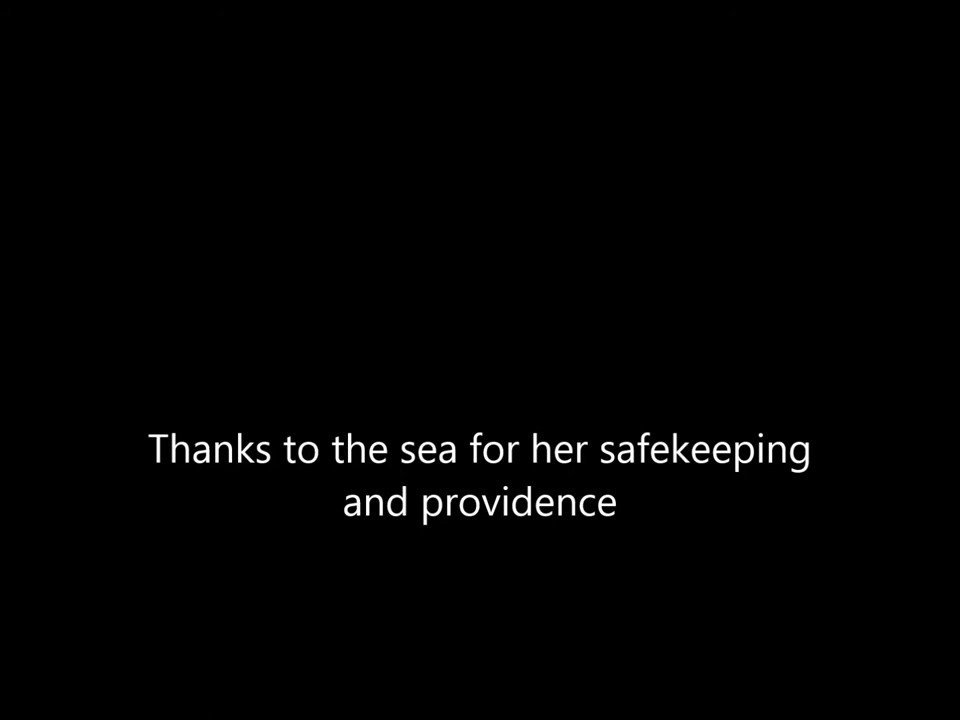 Thanks to the sea for her safekeeping
and providence